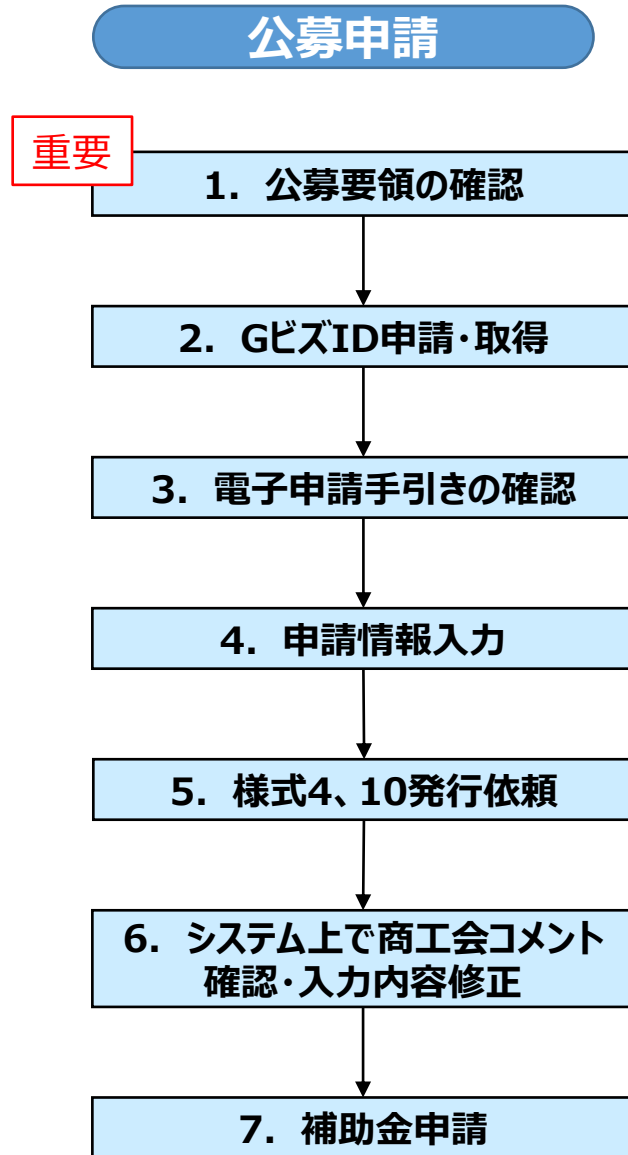 公募申請
重要
1. 公募要領の確認
2. GビズID申請・取得
3. 電子申請手引きの確認
4. 申請情報入力
5. 様式4、10発行依頼
6. システム上で商工会コメント
確認・入力内容修正
7. 補助金申請